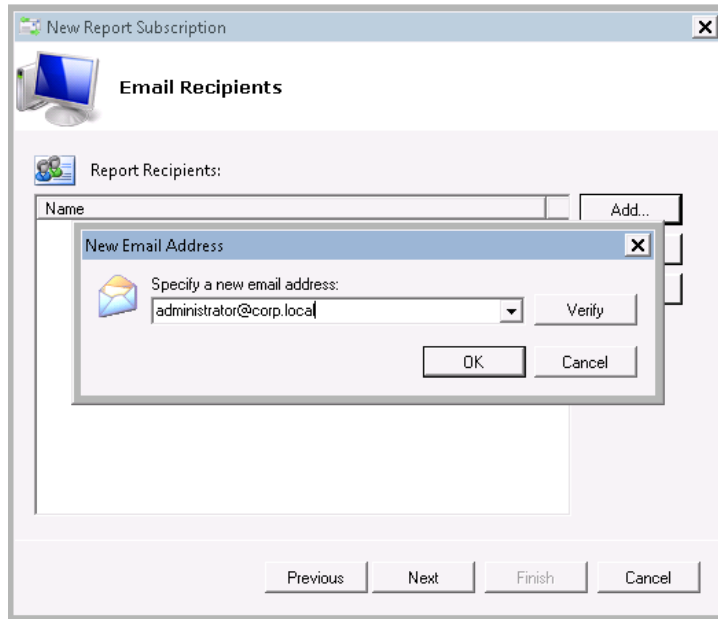 New Report Subscription
Email Recipients
Report Recipients:
Name
Add...
New Email Address
Specify a new email address:
administrator@corp.local
Verify
OK
Cancel
Previous
Next
Finish
Cancel